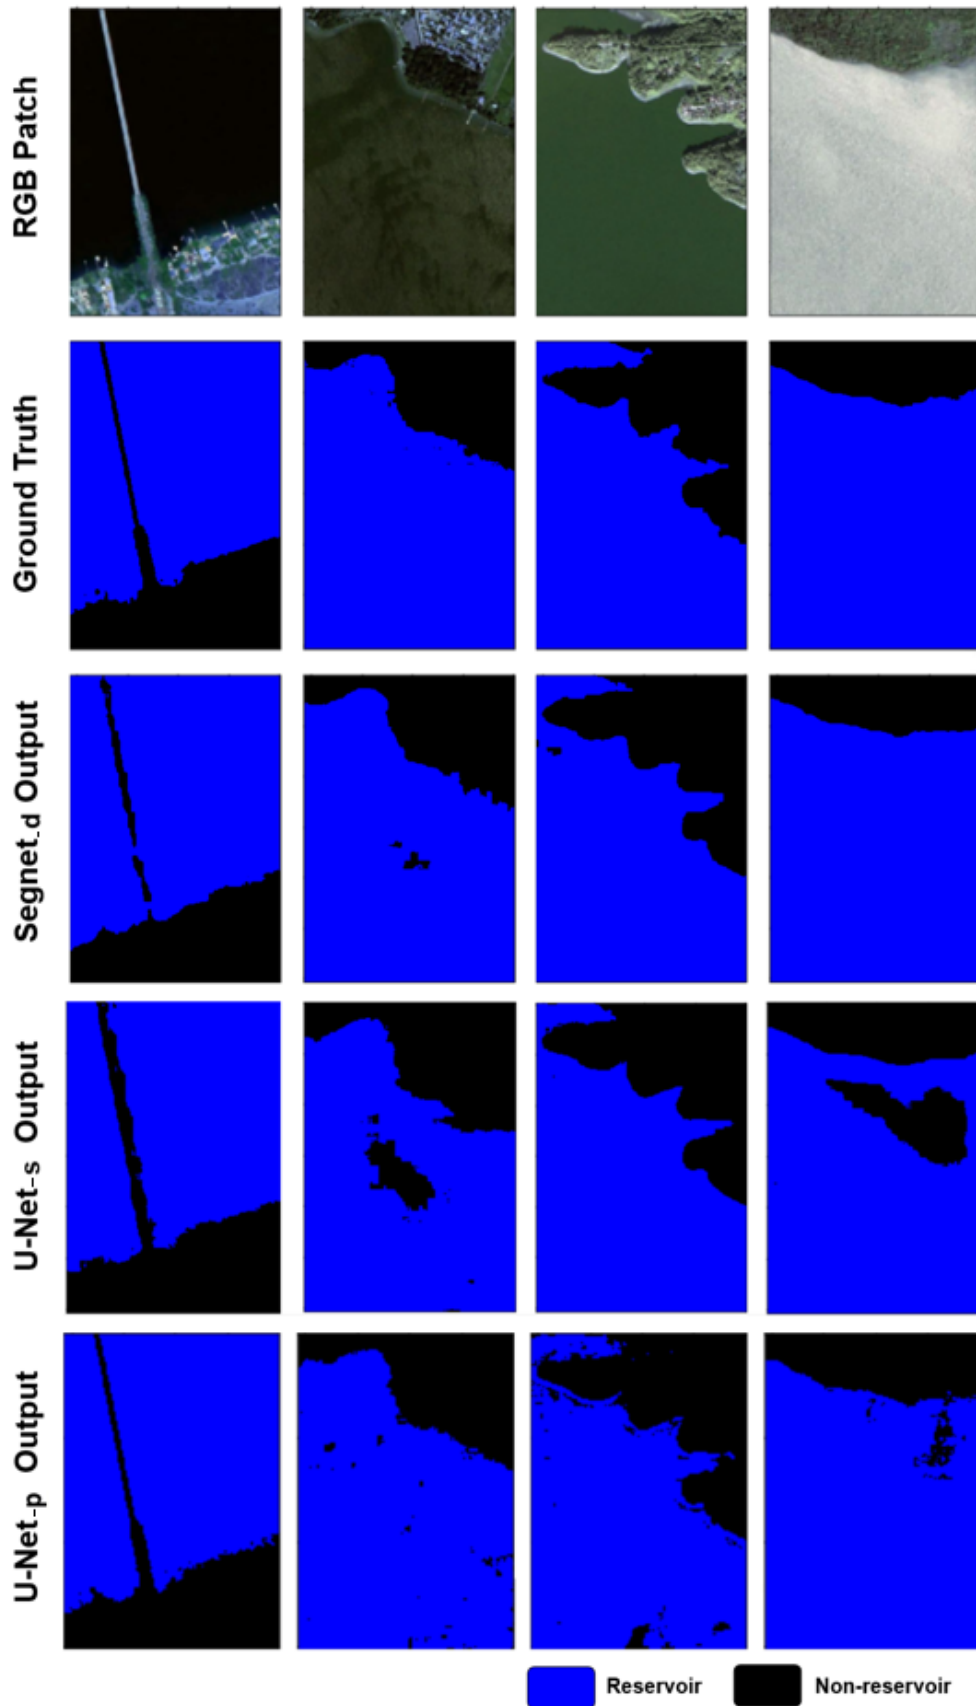 RGB Patch
Ground Truth
Segnet-d Output
U-Net-s Output
U-Net-p Output
Reservoir
Non-reservoir